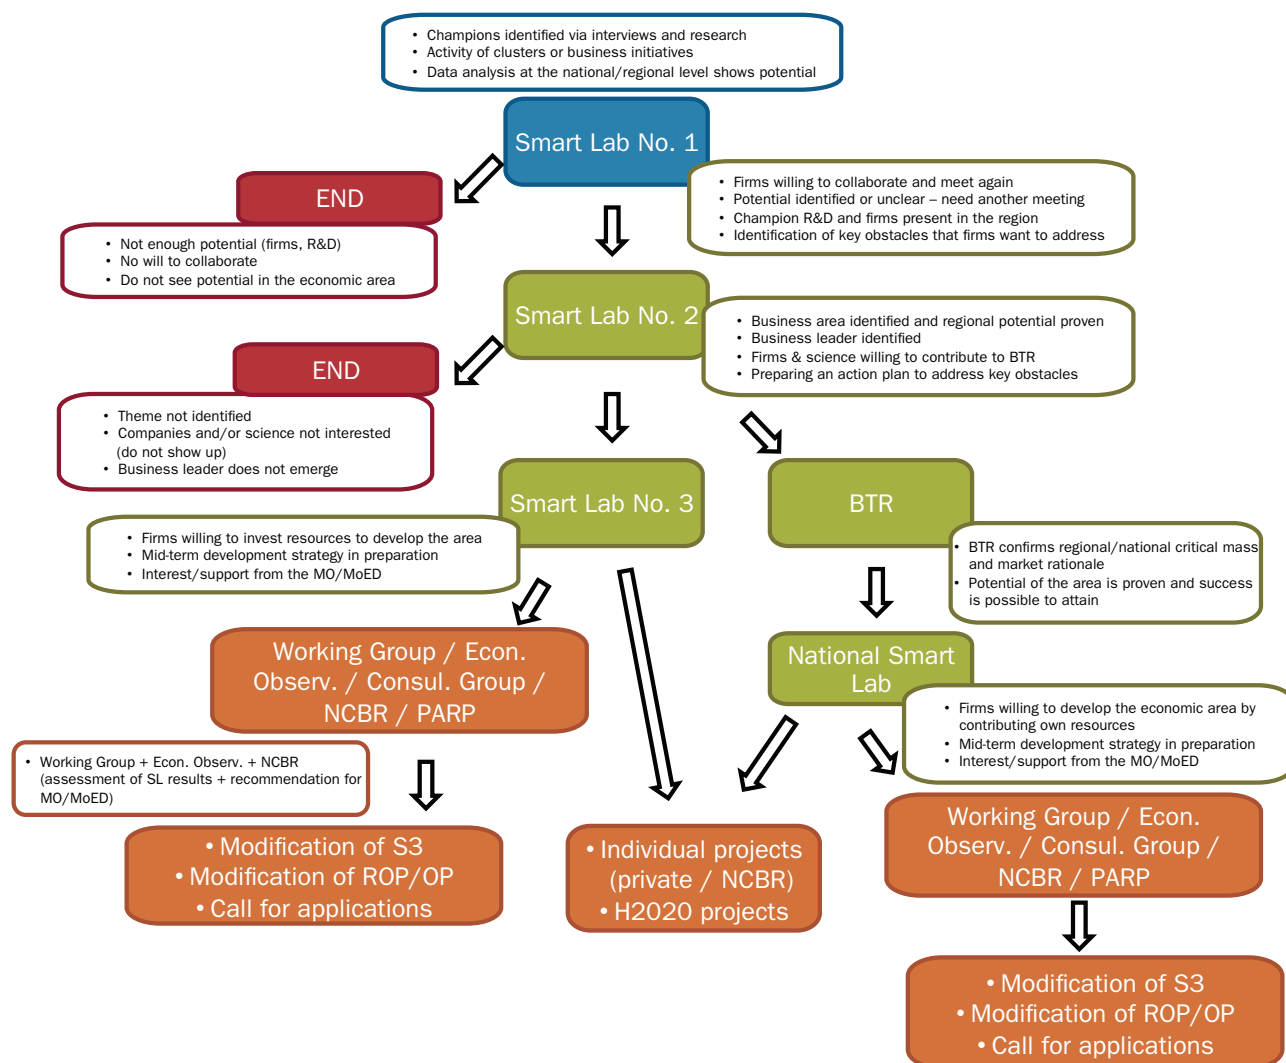 • Champions identified via interviews and research
• Activity of clusters or business initiatives
• Data analysis at the national/regional level shows potential
Smart Lab No. 1
• Firms willing to collaborate and meet again
• Potential identified or unclear – need another meeting
• Champion R&D and firms present in the region
• Identification of key obstacles that firms want to address
END
• Not enough potential (firms, R&D)
• No will to collaborate
• Do not see potential in the economic area
Smart Lab No. 2
• Business area identified and regional potential proven
• Business leader identified
• Firms & science willing to contribute to BTR
• Preparing an action plan to address key obstacles
END
• Theme not identified
• Companies and/or science not interested
(do not show up)
• Business leader does not emerge
Smart Lab No. 3
• Firms willing to invest resources to develop the area
• Mid-term development strategy in preparation
• Interest/support from the MO/MoED
BTR
• BTR confirms regional/national critical mass
and market rationale
• Potential of the area is proven and success
is possible to attain
Working Group / Econ.
Observ. / Consul. Group /
NCBR / PARP
National Smart
Lab
• Firms willing to develop the economic area by
contributing own resources
• Mid-term development strategy in preparation
• Interest/support from the MO/MoED
• Working Group + Econ. Observ. + NCBR
(assessment of SL results + recommendation for
MO/MoED)
• Modification of S3
• Modification of ROP/OP
• Call for applications
• Individual projects
(private / NCBR)
• H2020 projects
Working Group / Econ.
Observ. / Consul. Group /
NCBR / PARP
• Modification of S3
• Modification of ROP/OP
• Call for applications